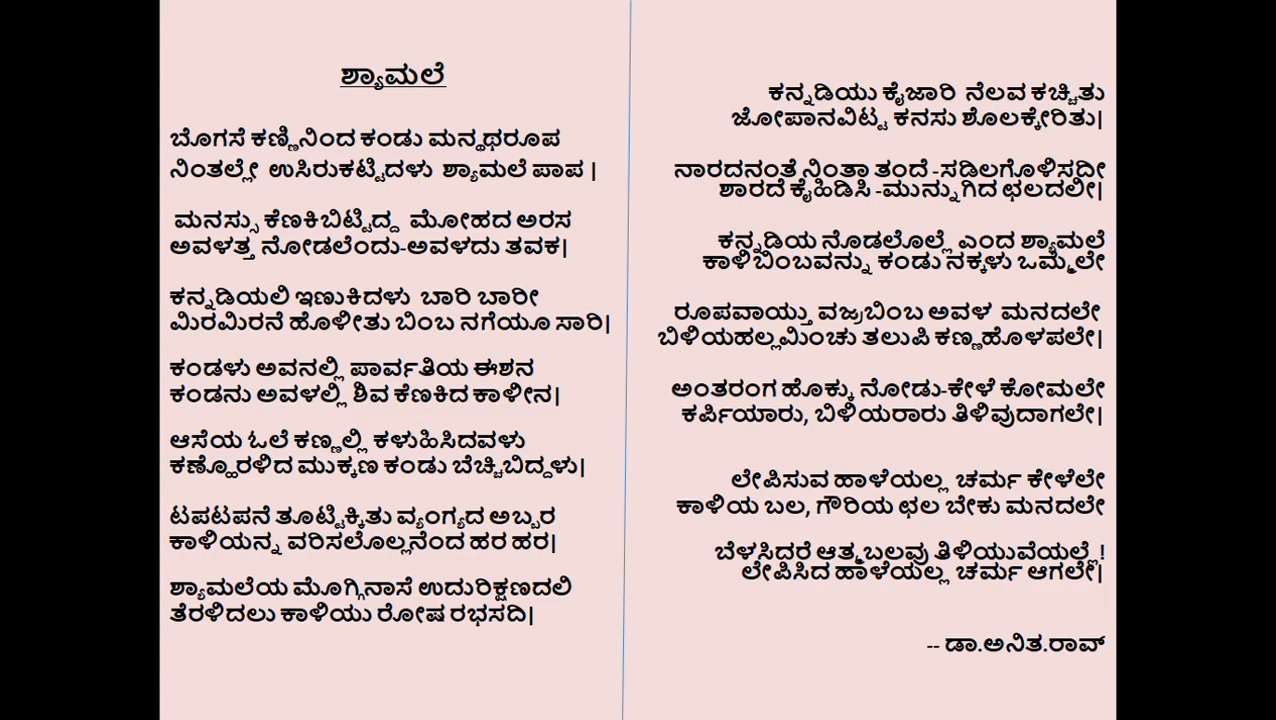 ಶ್ಯಾಮಲೆ
ಬೊಗಸೆ ಕಣ್ಣಿನಿಂದ ಕಂಡು ಮನ್ಮಥರೂಪ
ನಿಂತಲ್ಲೇ ಉಸಿರುಕಟ್ಟಿದಳು ಶ್ಯಾಮಲೆ ಪಾಪ |
ಮನಸ್ಸು ಕೆಣಕಿಬಿಟ್ಟಿದ್ದ ಮೋಹದ ಅರಸ
ಅವಳತ್ತ ನೋಡಲೆಂದು-ಅವಳದು ತವಕ|
ಕನ್ನಡಿಯಲಿ ಇಣುಕಿದಳು ಬಾರಿ ಬಾರೀ
ಮಿರಮಿರನೆ ಹೊಳೀತು ಬಿಂಬ ನಗೆಯೂ ಸಾರಿ|
ಕಂಡಳು ಅವನಲ್ಲಿ ಪಾರ್ವತಿಯ ಈಶನ
ಕಂಡನು ಅವಳಲ್ಲಿ ಶಿವ ಕೆಣಕಿದ ಕಾಳೀನ|
ಆಸೆಯ ಓಲೆ ಕಣ್ಣಲ್ಲಿ ಕಳುಹಿಸಿದವಳು
ಕಣ್ಹೊರಳಿದ ಮುಕ್ಕಣ ಕಂಡು ಬೆಚ್ಚಿಬಿದ್ದಳು|
ಟಪಟಪನೆ ತೂಟ್ಟಿಕ್ಕಿತು ವ್ಯಂಗ್ಯದ ಅಬ್ಬರ
ಕಾಳಿಯನ್ನ ವರಿಸಲೊಲ್ಲನೆಂದ ಹರ ಹರ|
ಶ್ಯಾಮಲೆಯ ಮೊಗ್ಗಿನಾಸೆ ಉದುರಿಕ್ಷಣದಲಿ
ತೆರಳಿದಲು ಕಾಳಿಯು ರೋಷ ರಭಸದಿ|
ಕನ್ನಡಿಯು ಕೈಜಾರಿ ನೆಲವ ಕಚ್ಚಿತು
ಜೋಪಾನವಿಟ್ಟ ಕನಸು ಶೊಲಕ್ಕೇರಿತು|
ನಾರದನಂತೆ ನಿಂತಾ ತಂದೆ -ಸಡಿಲಗೊಳಿಸದೀ
ಶಾರದೆ ಕೈಹಿಡಿಸಿ -ಮುನ್ನುಗಿದ ಛಲದಲೀ|
ಕನ್ನಡಿಯ ನೊಡಲೊಲ್ಲೆ ಎಂದ ಶ್ಯಾಮಲೆ
ಕಾಳಿಬಿಂಬವನ್ನು ಕಂಡು ನಕ್ಕಳು ಒಮ್ಮೆಲೇ
ರೂಪವಾಯ್ತು ವಜ್ರಬಿಂಬ ಅವಳ ಮನದಲೇ
ಬಿಳಿಯಹಲ್ಲಮಿಂಚು ತಲುಪಿ ಕಣ್ಣಹೊಳಪಲೇ|
ಅಂತರಂಗ ಹೊಕ್ಕು ನೋಡು-ಕೇಳೆ ಕೋಮಲೇ
ಕರ್ಪಿಯಾರು, ಬಿಳಿಯರಾರು ತಿಳಿವುದಾಗಲೇ|
ಲೇಪಿಸುವ ಹಾಳೆಯಲ್ಲ ಚರ್ಮ ಕೇಳೆಲೇ
ಕಾಳಿಯ ಬಲ, ಗೌರಿಯ ಛಲ ಬೇಕು ಮನದಲೇ
ಬೆಳಸಿದರೆ ಆತ್ಮಬಲವು ತಿಳಿಯುವೆಯಲ್ಲೆ!
ಲೇಪಿಸಿದ ಹಾಳೆಯಲ್ಲ ಚರ್ಮ ಆಗಲೇ|
-- ಡಾ.ಅನಿತ.ರಾವ್